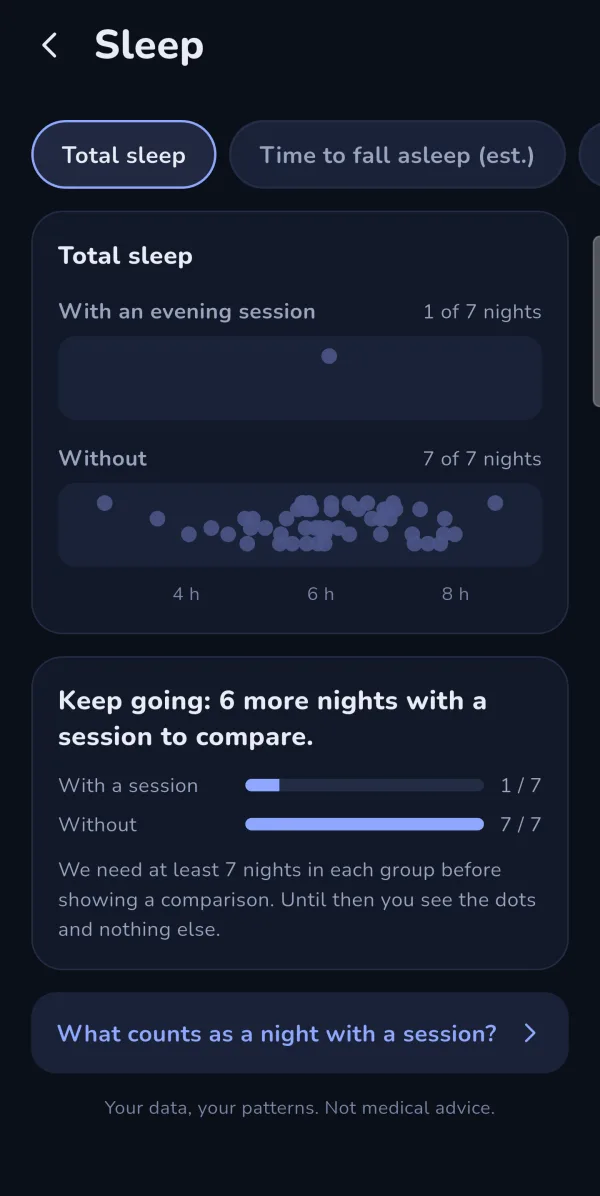 Sleep
Total sleep
Time to fall asleep (est.)
Total sleep
With an evening session
1 of 7 nights
Without
7 of 7 nights
4 h
6 h
8 h
Keep going: 6 more nights with a
session to compare.
With a session
1 / 7
Without
7 / 7
We need at least 7 nights in each group before
showing a comparison. Until then you see the dots
and nothing else.
What counts as a night with a session?
Your data, your patterns. Not medical advice.